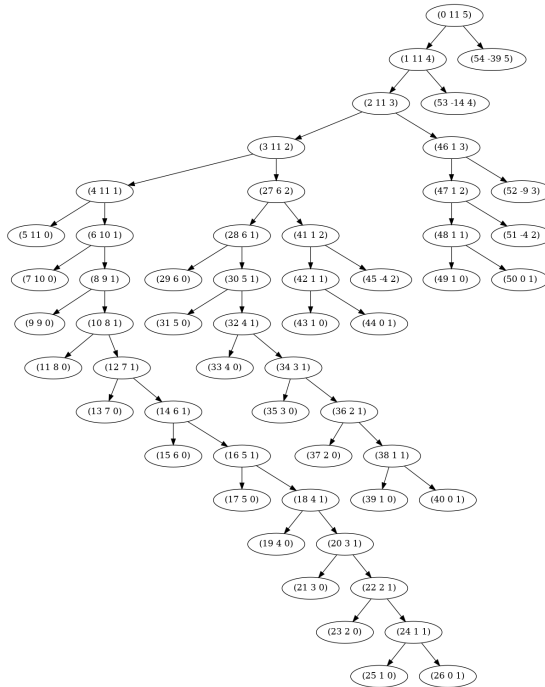 (0 11 5)
(1 11 4) (54 -39 5)
(2 11 3) (53 -14 4)
(3 11 2) (46 1 3)
(4 11 1) (27 6 2) (47 1 2) (52 -9 3)
(5 11 0) (6 10 1) (28 6 1) (41 1 2) (48 1 1) (51 -4 2)
(7 10 0) (8 9 1) (29 6 0) (30 5 1) (42 1 1) (45 -4 2) (49 1 0) (50 0 1)
(9 9 0) (10 8 1) (31 5 0) (32 4 1) (43 1 0) (44 0 1)
(11 8 0) (12 7 1) (33 4 0) (34 3 1)
(13 7 0) (14 6 1) (35 3 0) (36 2 1)
(15 6 0) (16 5 1) (37 2 0) (38 1 1)
(17 5 0) (18 4 1) (39 1 0) (40 0 1)
(19 4 0) (20 3 1)
(21 3 0) (22 2 1)
(23 2 0) (24 1 1)
(25 1 0) (26 0 1)